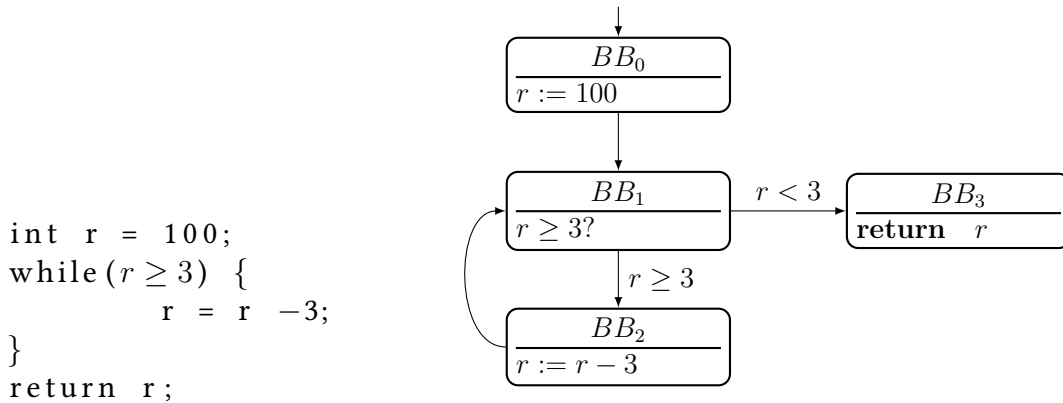 int r = 100;
while(r ≥ 3) {
r = r −3;
}
return r;
BB₀
r := 100
BB₁
r ≥ 3?
r < 3
BB₃
return r
r ≥ 3
BB₂
r := r − 3